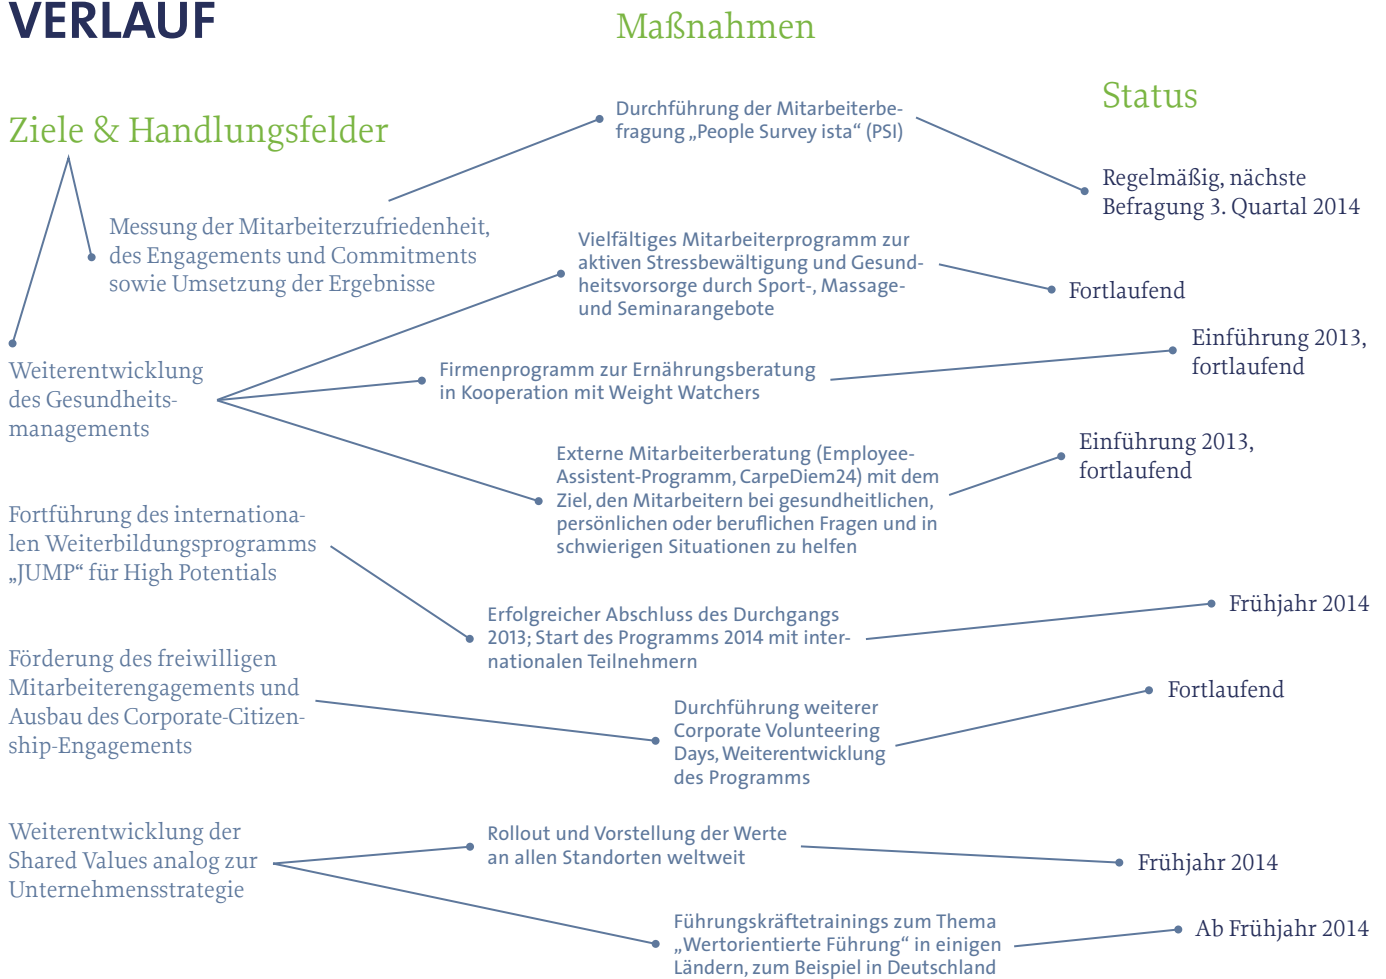 VERLAUF
Maßnahmen
Status
Ziele & Handlungsfelder
Durchführung der Mitarbeiterbe-
fragung „People Survey ista“ (PSI)
Regelmäßig, nächste
Befragung 3. Quartal 2014
Messung der Mitarbeiterzufriedenheit,
des Engagements und Commitments
sowie Umsetzung der Ergebnisse
Vielfältiges Mitarbeiterprogramm zur
aktiven Stressbewältigung und Gesund-
heitsvorsorge durch Sport-, Massage-
und Seminarangebote
Fortlaufend
Weiterentwicklung
des Gesundheits-
managements
Firmenprogramm zur Ernährungsberatung
in Kooperation mit Weight Watchers
Einführung 2013,
fortlaufend
Externe Mitarbeiterberatung (Employee-
Assistent-Programm, CarpeDiem24) mit dem
Ziel, den Mitarbeitern bei gesundheitlichen,
persönlichen oder beruflichen Fragen und in
schwierigen Situationen zu helfen
Einführung 2013,
fortlaufend
Fortführung des internationa-
len Weiterbildungsprogramms
„JUMP“ für High Potentials
Erfolgreicher Abschluss des Durchgangs
2013; Start des Programms 2014 mit inter-
nationalen Teilnehmern
Frühjahr 2014
Förderung des freiwilligen
Mitarbeiterengagements und
Ausbau des Corporate-Citizen-
ship-Engagements
Durchführung weiterer
Corporate Volunteering
Days, Weiterentwicklung
des Programms
Fortlaufend
Weiterentwicklung der
Shared Values analog zur
Unternehmensstrategie
Rollout und Vorstellung der Werte
an allen Standorten weltweit
Frühjahr 2014
Führungskräftetrainings zum Thema
„Wertorientierte Führung“ in einigen
Ländern, zum Beispiel in Deutschland
Ab Frühjahr 2014